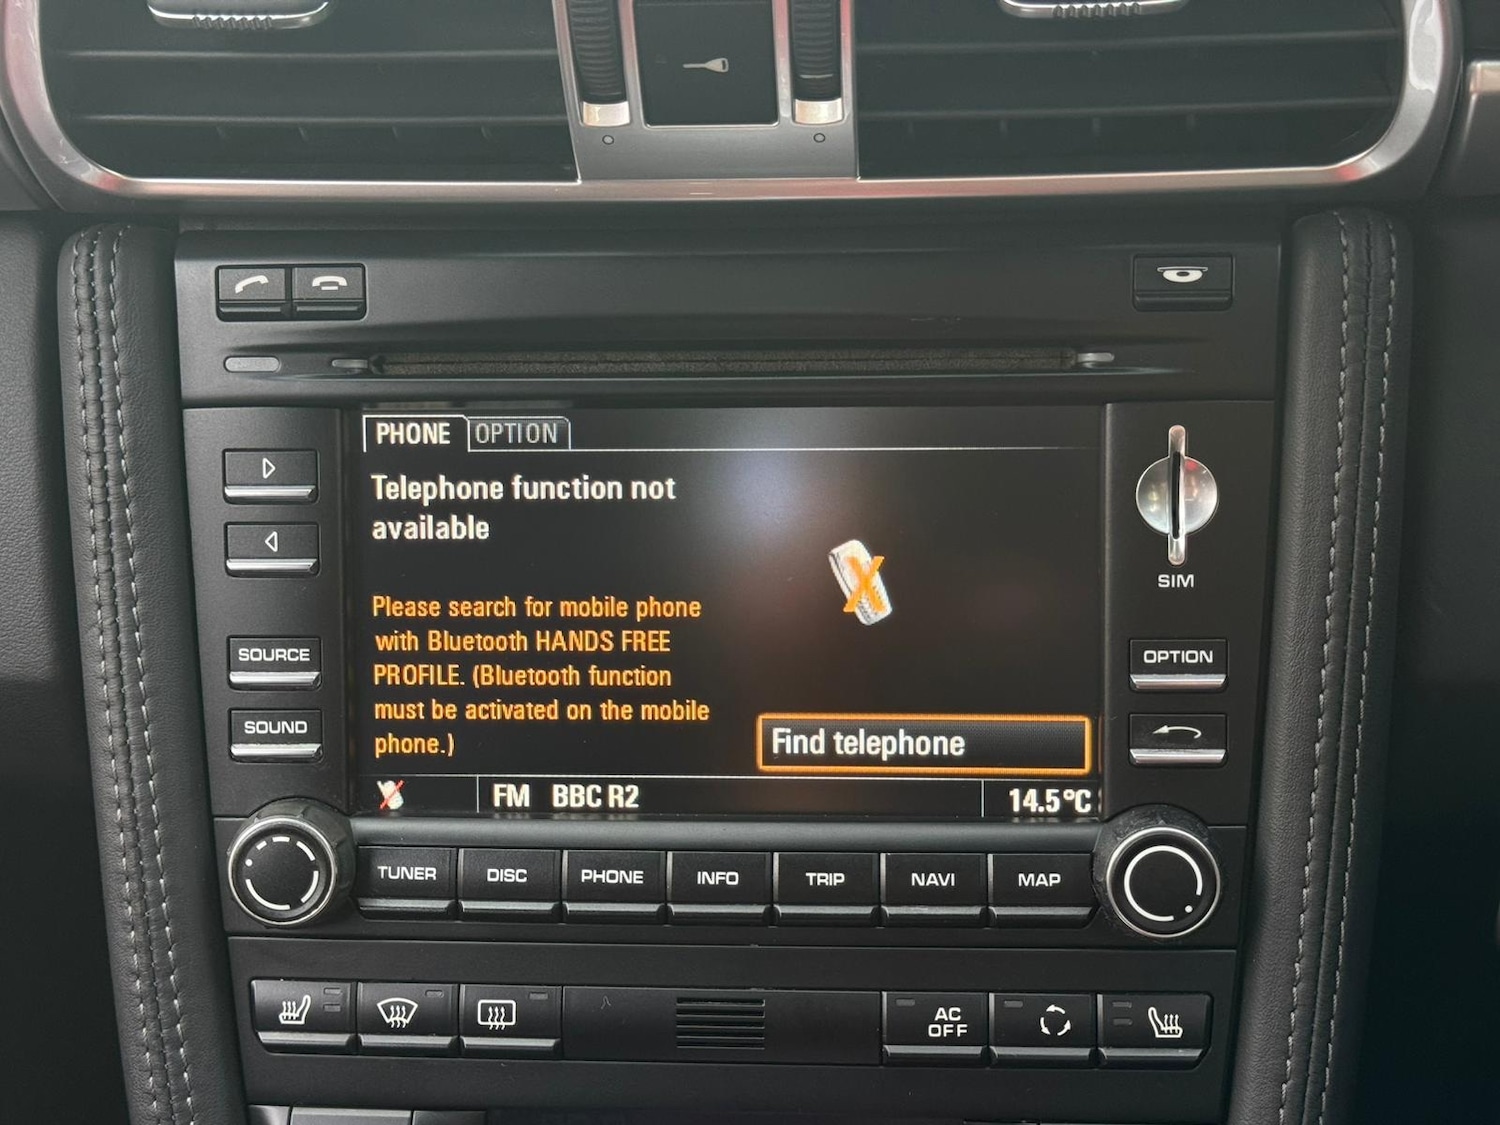 PHONE OPTION
Telephone function not
available
Please search for mobile phone
with Bluetooth HANDS FREE
PROFILE. (Bluetooth function
must be activated on the mobile
phone.)
Find telephone
FM BBC R2 14.5°C
SIM
SOURCE
OPTION
SOUND
TUNER DISC PHONE INFO TRIP NAVI MAP
AC
OFF